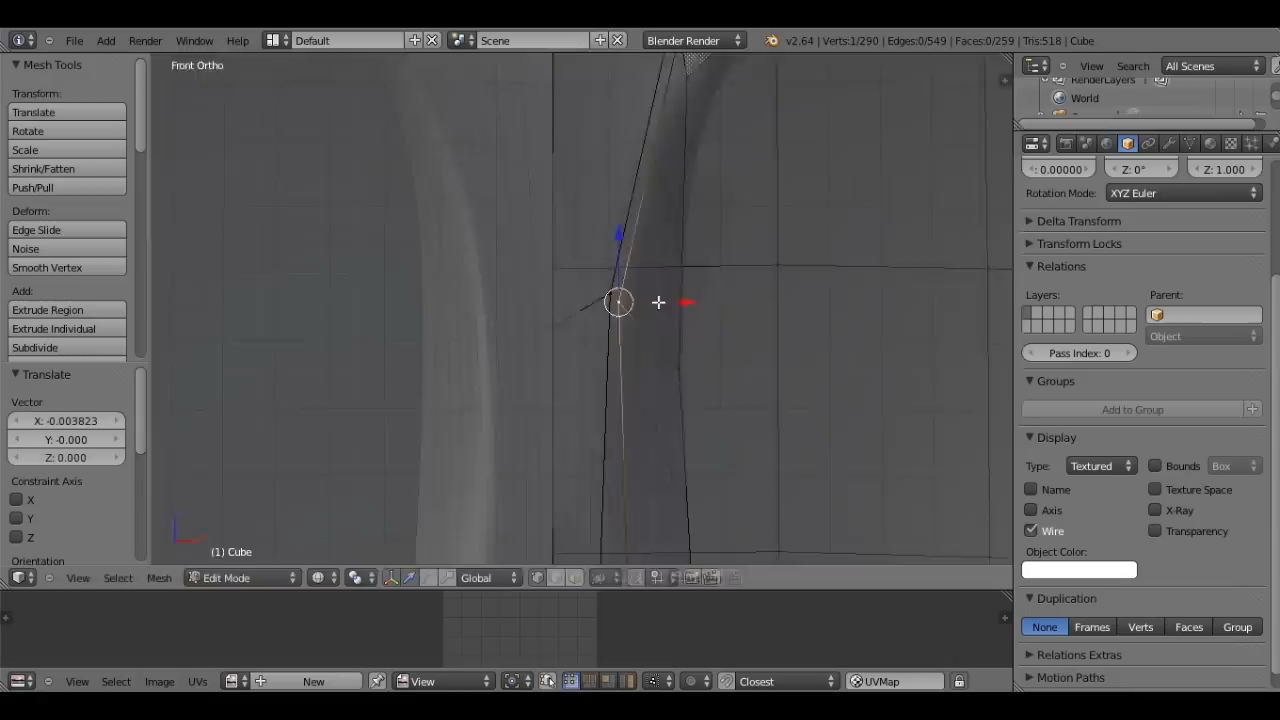 File Add Render Window Help Default Scene Blender Render v2.64 | Verts:1/290 | Edges:0/549 | Faces:0/259 | Tris:518 | Cube
Mesh Tools
Transform:
Translate
Rotate
Scale
Shrink/Fatten
Push/Pull
Deform:
Edge Slide
Noise
Smooth Vertex
Add:
Extrude Region
Extrude Individual
Subdivide
Translate
Vector
X: -0.003823
Y: -0.000
Z: 0.000
Constraint Axis
X
Y
Z
Orientation
Front Ortho
(1) Cube
View Select Mesh Edit Mode Global
View Select Image UVs New View Closest UVMap
View Search All Scenes
RenderLayers
World
: 0.00000 Z: 0° Z: 1.000
Rotation Mode: XYZ Euler
Delta Transform
Transform Locks
Relations
Layers: Parent:
Object
Pass Index: 0
Groups
Add to Group
Display
Type: Textured Bounds Box
Name Texture Space
Axis X-Ray
Wire Transparency
Object Color:
Duplication
None Frames Verts Faces Group
Relations Extras
Motion Paths